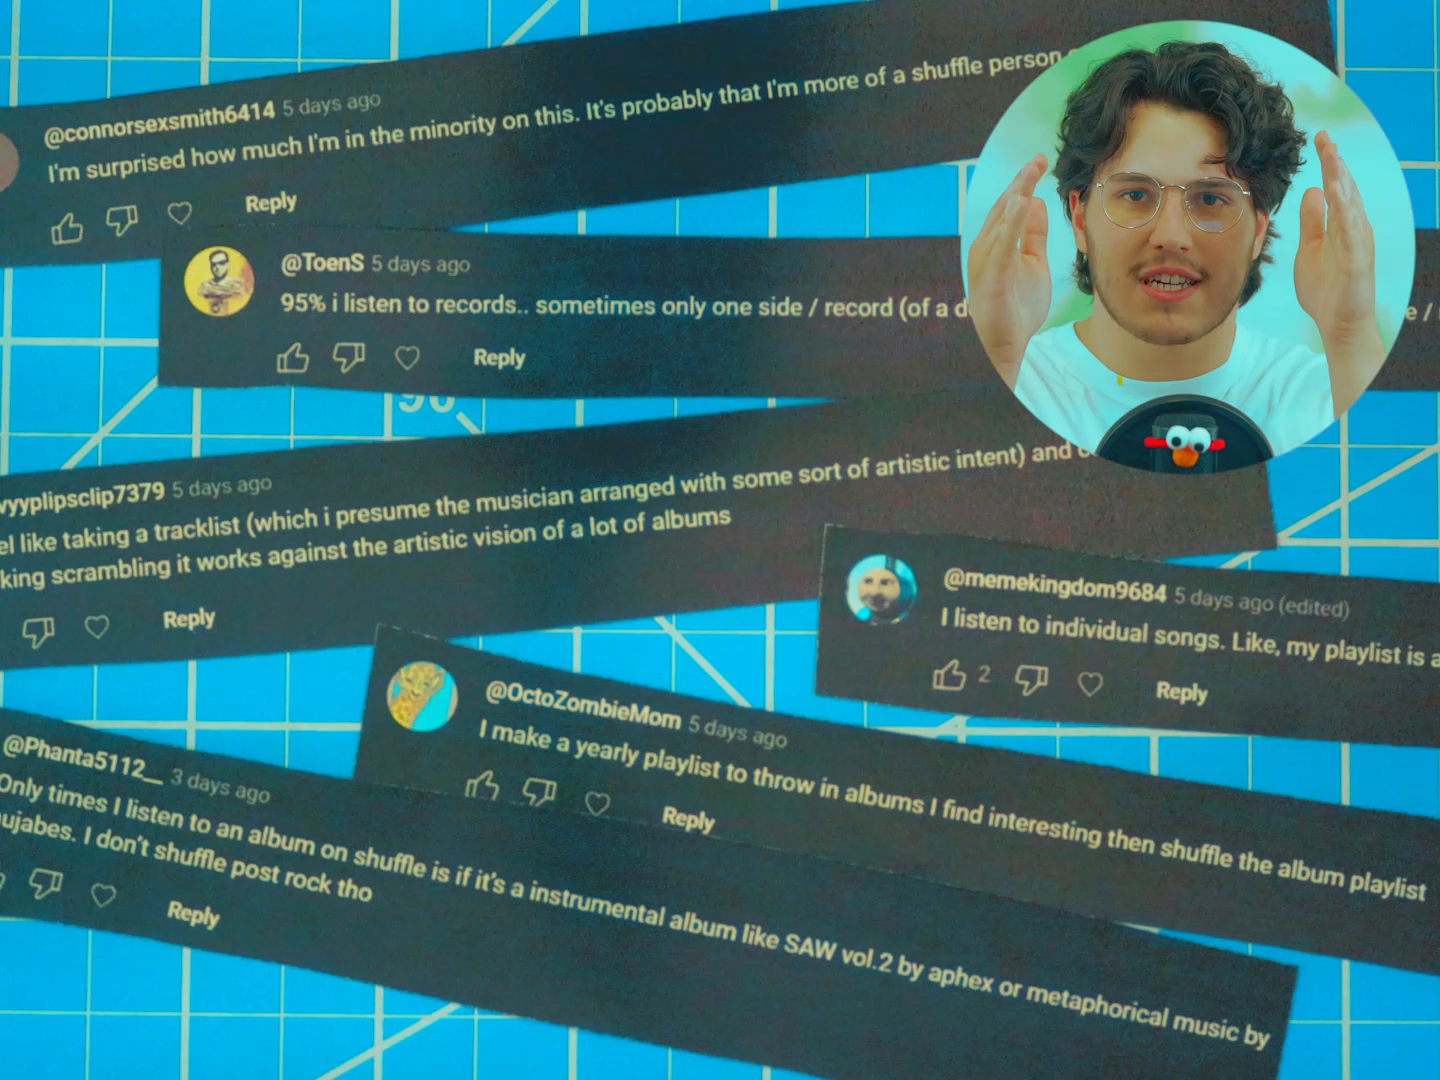 @connorsexsmith6414 5 days ago
I'm surprised how much I'm in the minority on this. It's probably that I'm more of a shuffle person
Reply
@ToenS 5 days ago
95% i listen to records.. sometimes only one side / record (of a
Reply
90
vyyplipsclip7379 5 days ago
like taking a tracklist (which i presume the musician arranged with some sort of artistic intent) and
king scrambling it works against the artistic vision of a lot of albums
Reply
@memekingdom9684 5 days ago (edited)
I listen to individual songs. Like, my playlist is a
2 Reply
@OctoZombieMom 5 days ago
I make a yearly playlist to throw in albums I find interesting then shuffle the album playlist
Reply
@Phanta5112__ 3 days ago
Only times I listen to an album on shuffle is if it's a instrumental album like SAW vol.2 by aphex or metaphorical music by
ujabes. I don't shuffle post rock tho
Reply